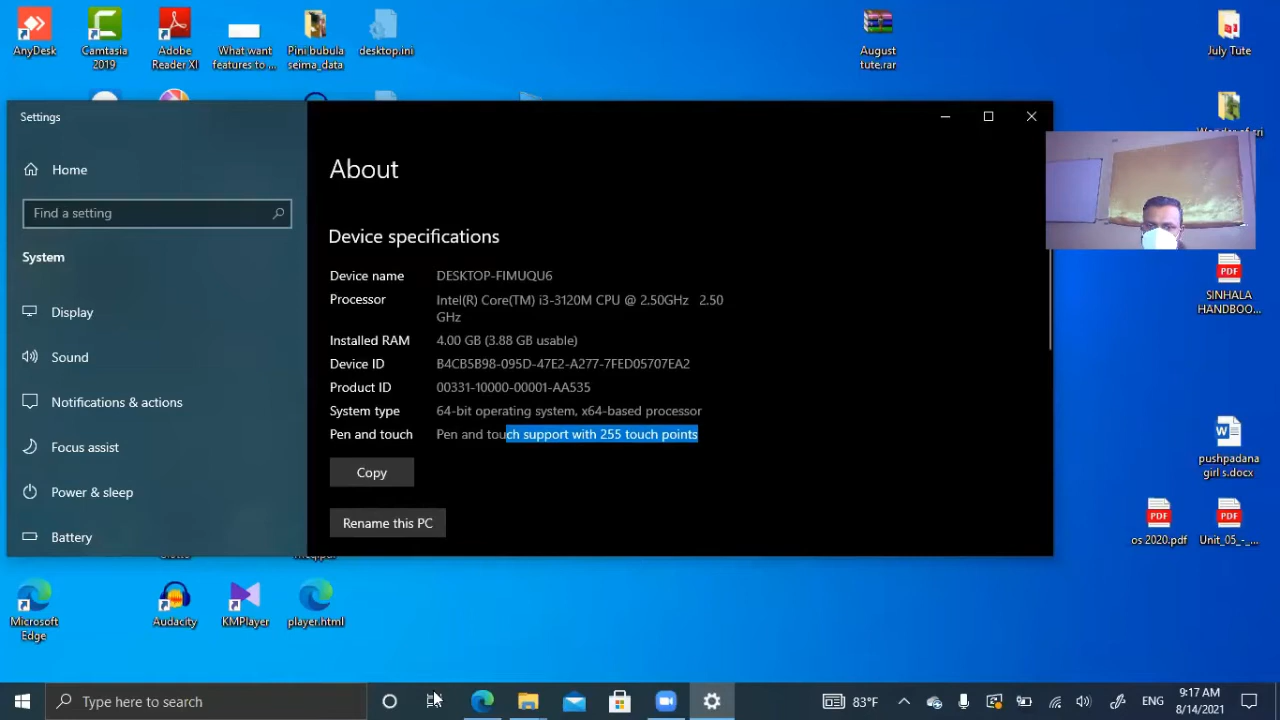 AnyDesk
Camtasia
2019
Adobe
Reader XI
What want
features to ...
Pini bubula
seima_data
desktop.ini
August
tute.rar
July Tute
Settings
Home
Find a setting
System
Display
Sound
Notifications & actions
Focus assist
Power & sleep
Battery
About
Device specifications
Device name DESKTOP-FIMUQU6
Processor Intel(R) Core(TM) i3-3120M CPU @ 2.50GHz 2.50
GHz
Installed RAM 4.00 GB (3.88 GB usable)
Device ID B4CB5B98-095D-47E2-A277-7FED05707EA2
Product ID 00331-10000-00001-AA535
System type 64-bit operating system, x64-based processor
Pen and touch Pen and touch support with 255 touch points
Copy
Rename this PC
PDF
SINHALA
HANDBOO...
pushpadana
girl s.docx
PDF
os 2020.pdf
PDF
Unit_05_-_...
Microsoft
Edge
Audacity
KMPlayer
player.html
Type here to search
83°F
ENG
9:17 AM
8/14/2021